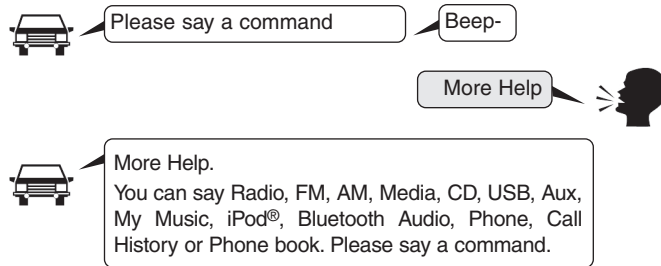 Please say a command
Beep-
More Help
More Help.
You can say Radio, FM, AM, Media, CD, USB, Aux,
My Music, iPod®, Bluetooth Audio, Phone, Call
History or Phone book. Please say a command.